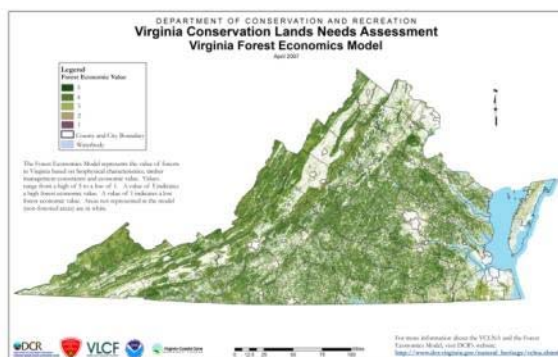 DEPARTMENT OF CONSERVATION AND RECREATION
Virginia Conservation Lands Needs Assessment
Virginia Forest Economics Model
April 2007
Legend
Forest Economic Value
5
4
3
2
1
County and City Boundary
Waterbody
The Forest Economics Model represents the value of forests
to Virginia based on biophysical characteristics, timber
management constraints and economic value. Values
range from a high of 5 to a low of 1. A value of 5 indicates
a high forest economic value. A value of 1 indicates a low
forest economic value. Areas not represented in the model
(non-forested areas) are in white.
DCR
VLCF
Virginia Coastal Zone
For more information about the VCLNA and the Forest
Economics Model, visit DCR's website: